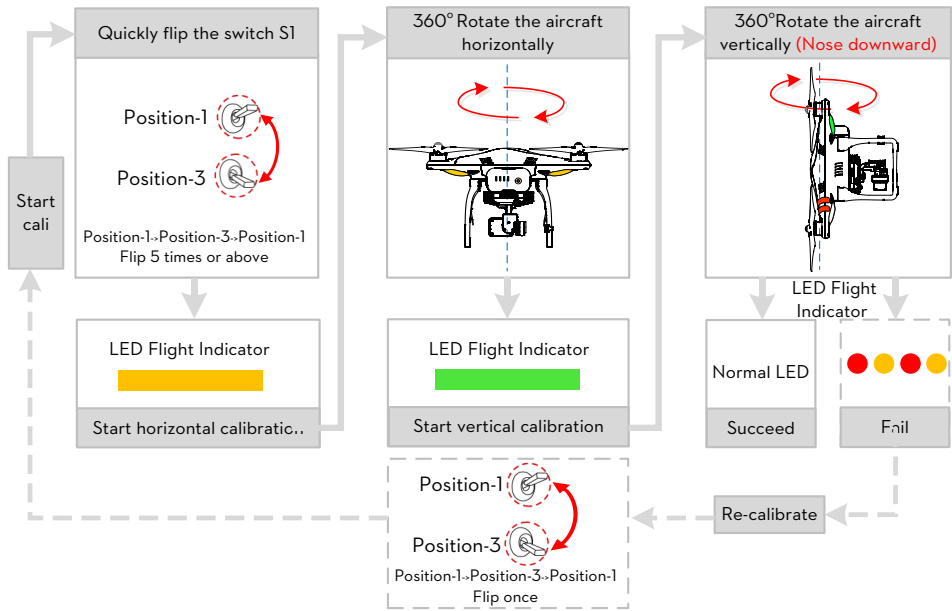 Quickly flip the switch S1
Position-1
Position-3
Position-1->Position-3->Position-1
Flip 5 times or above
Start
cali
LED Flight Indicator
Start horizontal calibration
360° Rotate the aircraft
horizontally
LED Flight Indicator
Start vertical calibration
360°Rotate the aircraft
vertically (Nose downward)
LED Flight
Indicator
Normal LED
Succeed
Fail
Re-calibrate
Position-1
Position-3
Position-1->Position-3->Position-1
Flip once